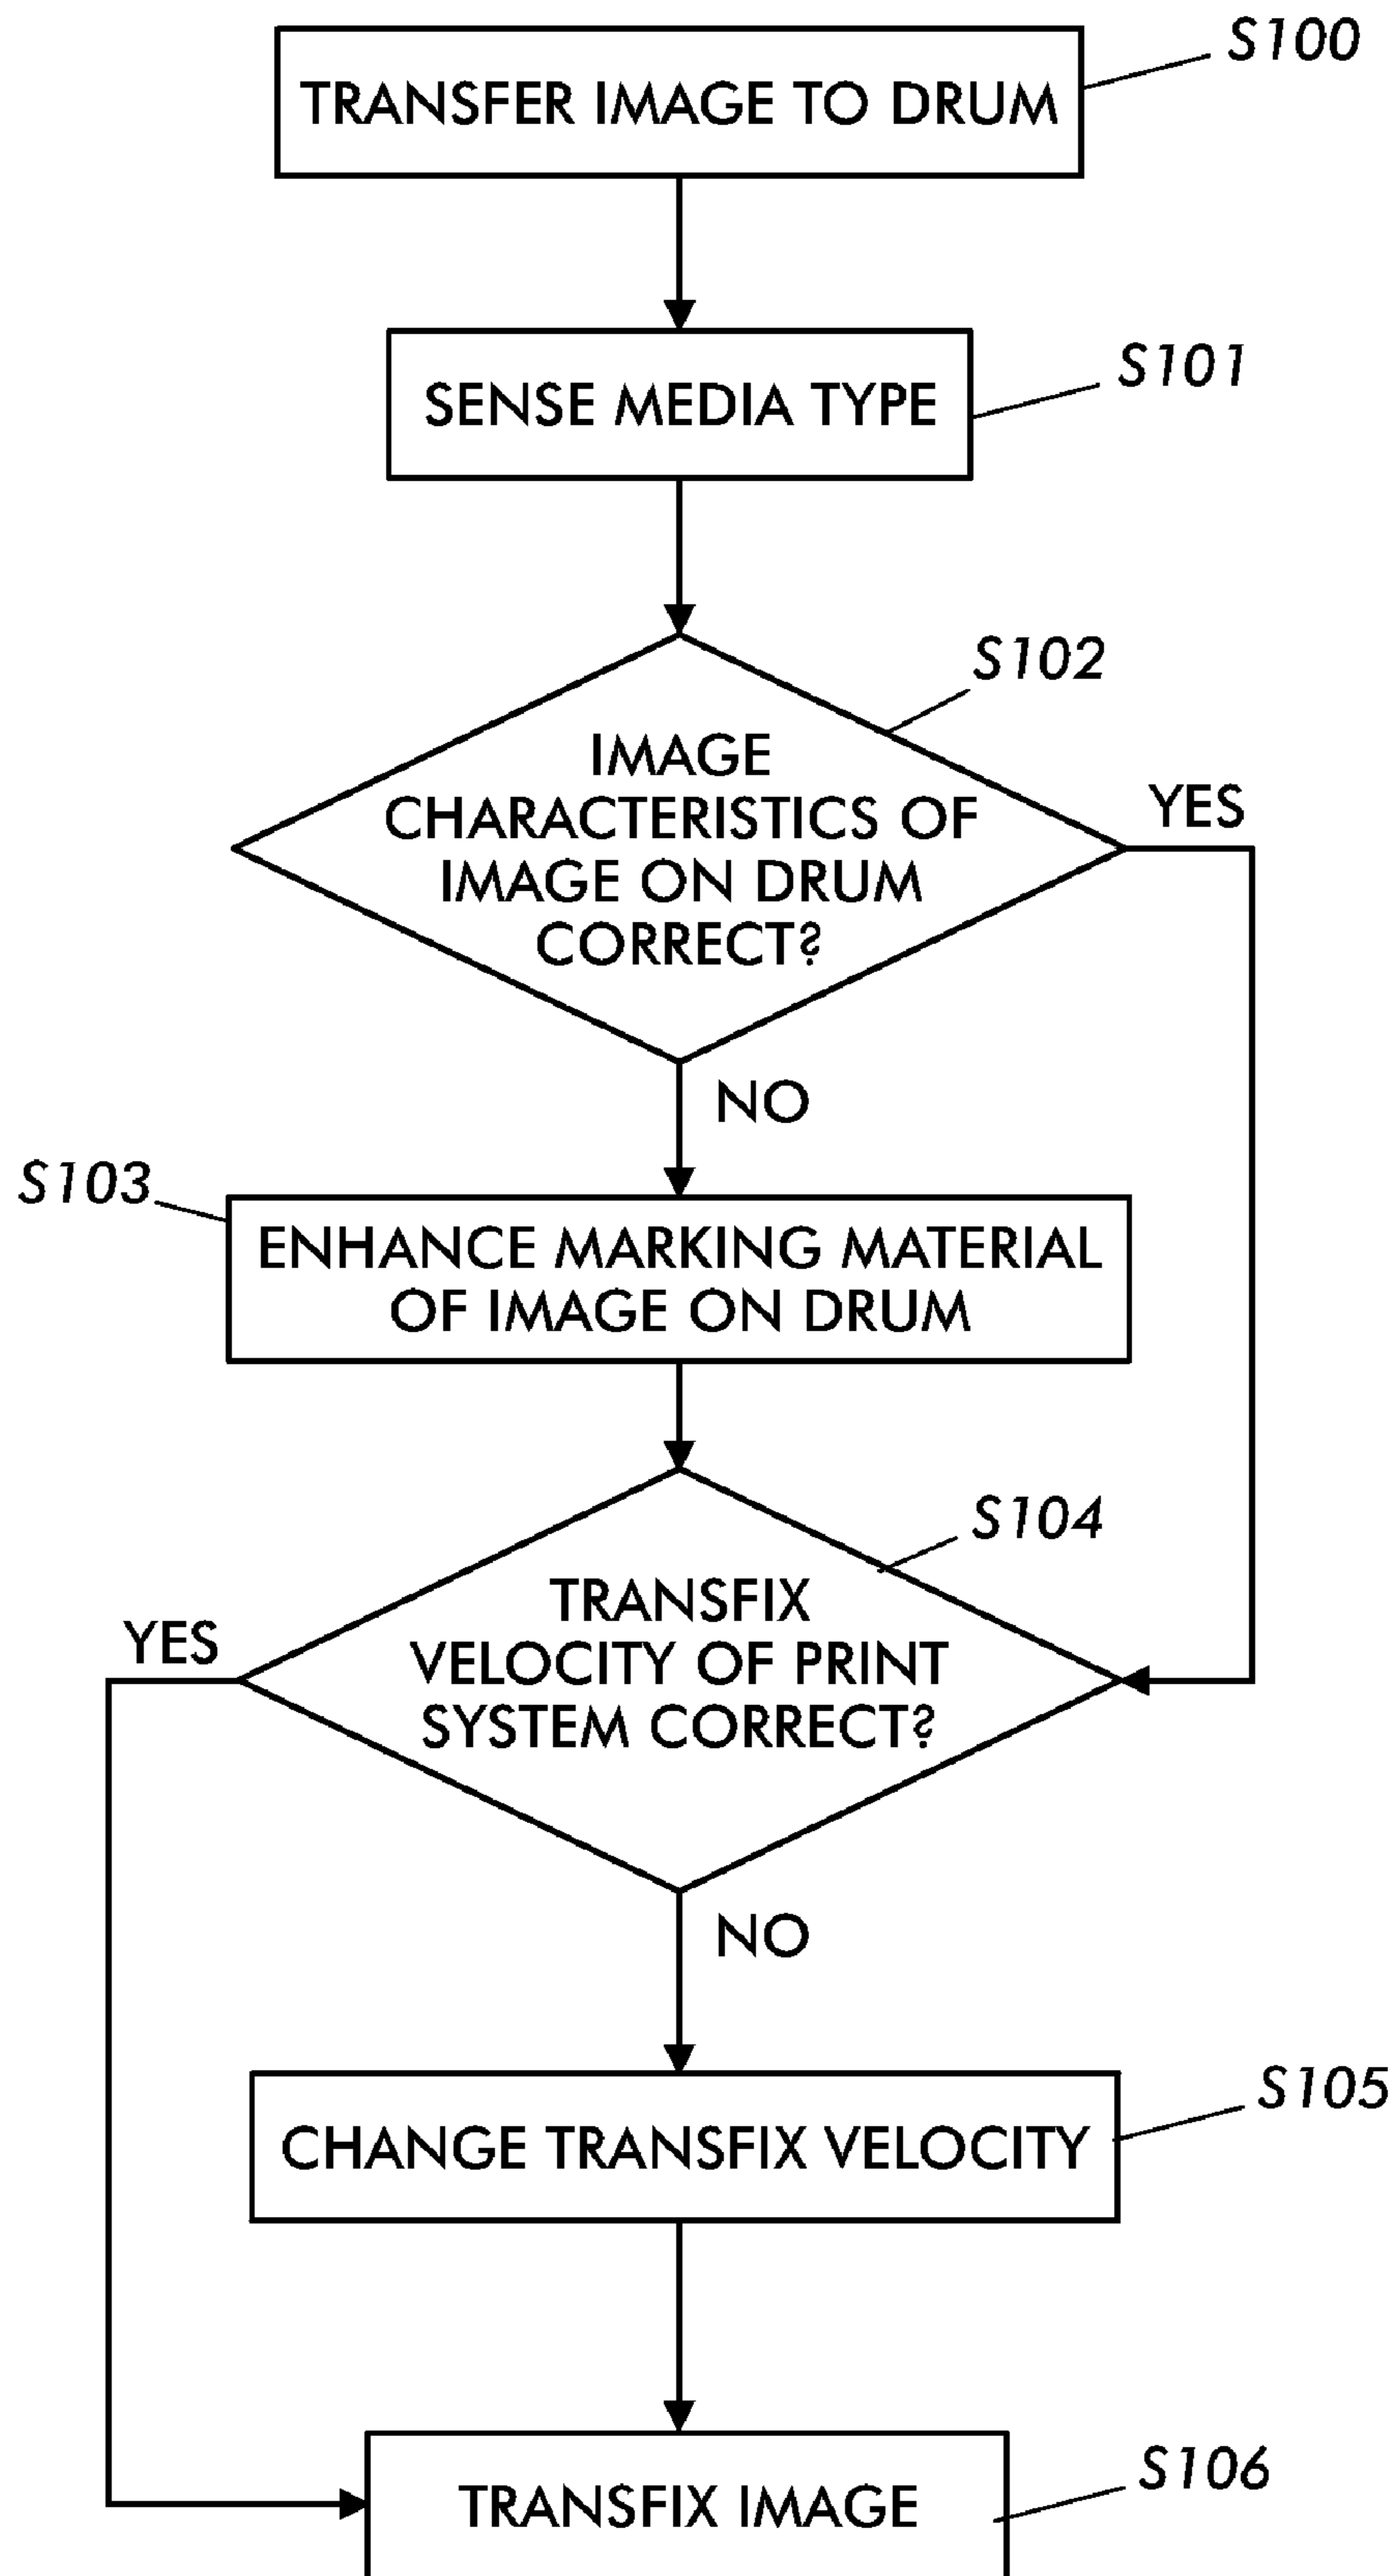 S100
TRANSFER IMAGE TO DRUM
S101
SENSE MEDIA TYPE
S102
IMAGE
CHARACTERISTICS OF
IMAGE ON DRUM
CORRECT?
YES
NO
S103
ENHANCE MARKING MATERIAL
OF IMAGE ON DRUM
S104
TRANSFIX
VELOCITY OF PRINT
SYSTEM CORRECT?
YES
NO
S105
CHANGE TRANSFIX VELOCITY
S106
TRANSFIX IMAGE